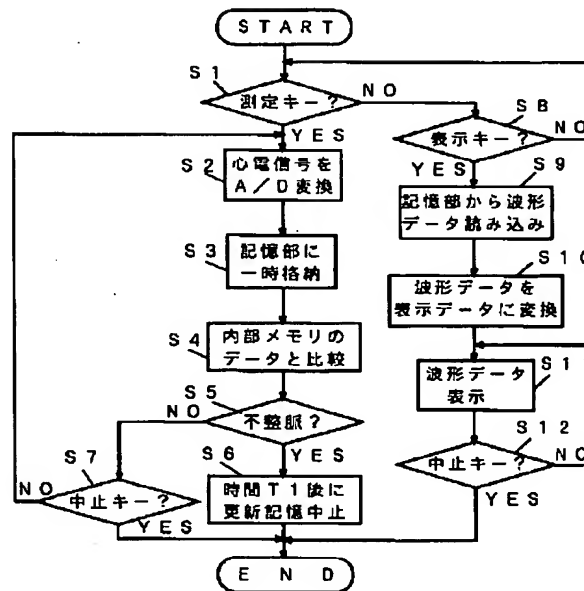 START
S1
測定キー?
NO
YES
S8
表示キー?
NO
YES
S2
心電信号を
A/D変換
S9
記憶部から波形
データ読み込み
S3
記憶部に
一時格納
S10
波形データを
表示データに変換
S4
内部メモリの
データと比較
S1
波形データ
表示
S5
不整脈?
NO
YES
S12
中止キー?
NO
YES
S7
中止キー?
NO
YES
S6
時間T1後に
更新記憶中止
END